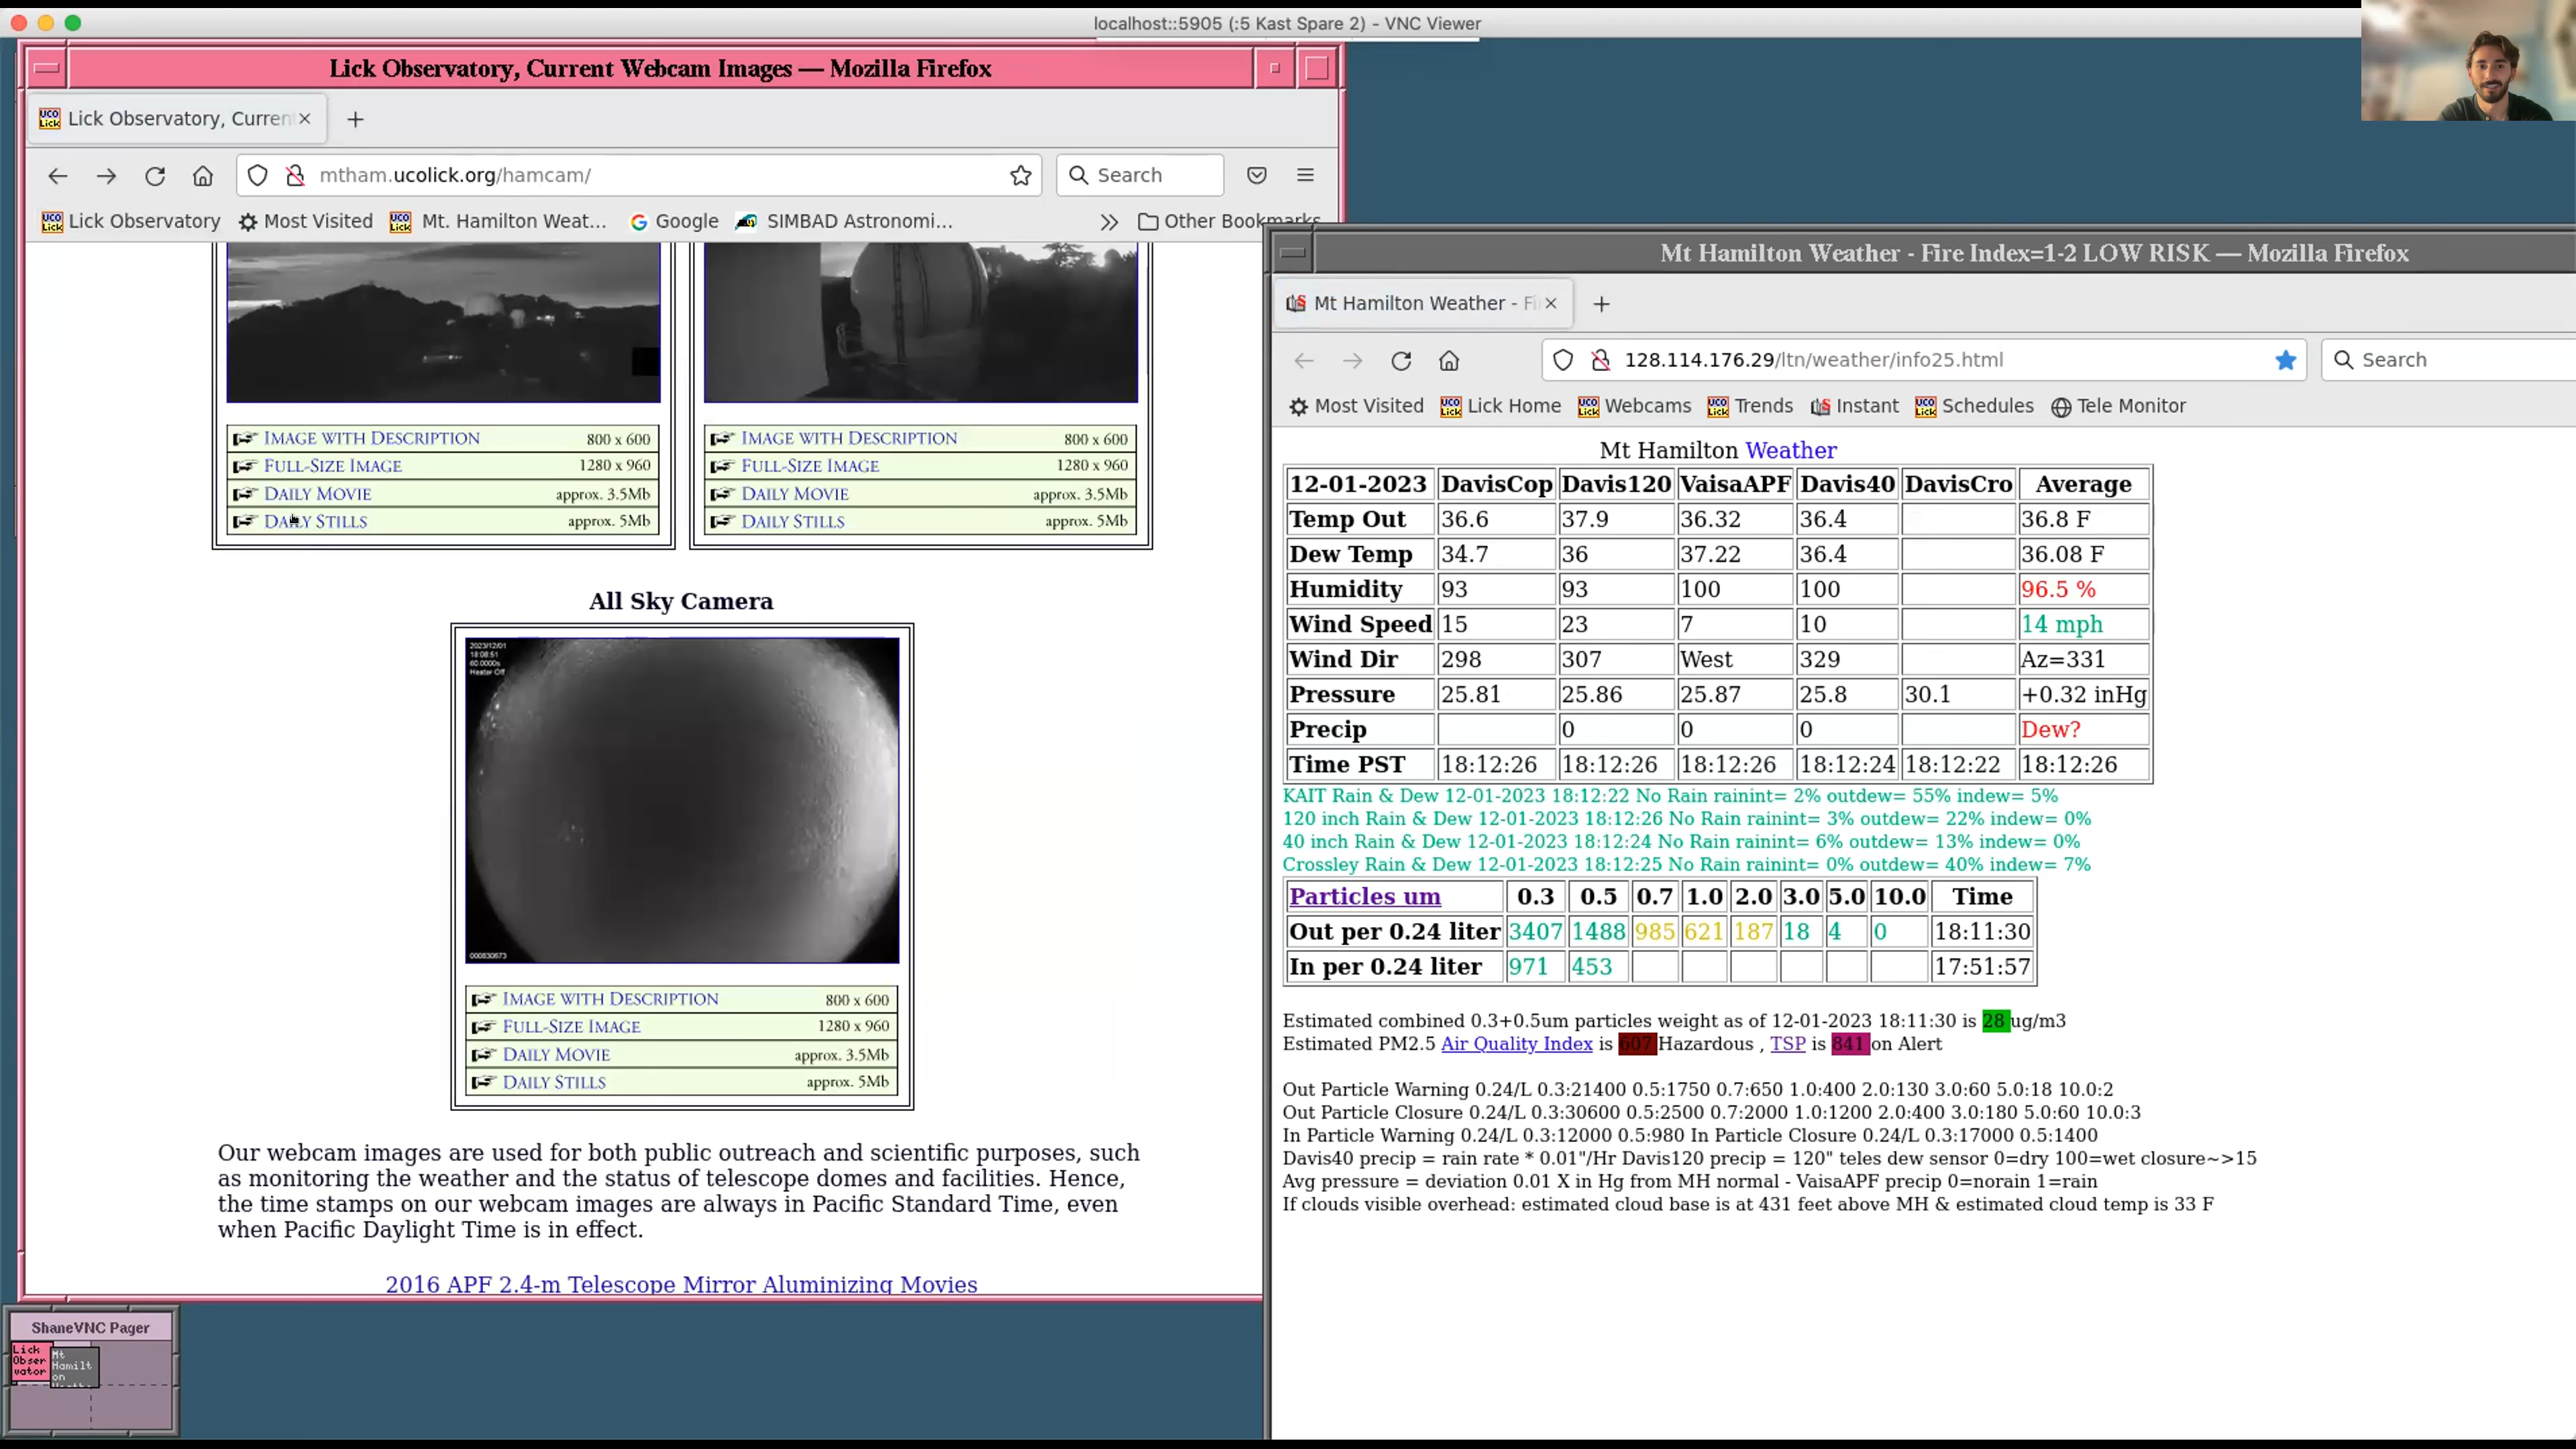 localhost::5905 (:5 Kast Spare 2) - VNC Viewer
Lick Observatory, Current Webcam Images — Mozilla Firefox
UCO Lick Lick Observatory, Curren
mtham.ucolick.org/hamcam/
Search
Lick Observatory Most Visited Mt. Hamilton Weat... Google SIMBAD Astronomi... Other Bookmarks
IMAGE WITH DESCRIPTION 800 x 600
FULL-SIZE IMAGE 1280 x 960
DAILY MOVIE approx. 3.5Mb
DAILY STILLS approx. 5Mb
IMAGE WITH DESCRIPTION 800 x 600
FULL-SIZE IMAGE 1280 x 960
DAILY MOVIE approx. 3.5Mb
DAILY STILLS approx. 5Mb
All Sky Camera
2023/12/01
18:08:51
60.0000s
Heater Off
000830673
IMAGE WITH DESCRIPTION 800 x 600
FULL-SIZE IMAGE 1280 x 960
DAILY MOVIE approx. 3.5Mb
DAILY STILLS approx. 5Mb
Our webcam images are used for both public outreach and scientific purposes, such
as monitoring the weather and the status of telescope domes and facilities. Hence,
the time stamps on our webcam images are always in Pacific Standard Time, even
when Pacific Daylight Time is in effect.
2016 APF 2.4-m Telescope Mirror Aluminizing Movies
ShaneVNC Pager
Lick
Obser
vator
Mt
Hamilt
on
Mt Hamilton Weather - Fire Index=1-2 LOW RISK — Mozilla Firefox
Mt Hamilton Weather - Fi
128.114.176.29/ltn/weather/info25.html
Search
Most Visited Lick Home Webcams Trends Instant Schedules Tele Monitor
Mt Hamilton Weather
12-01-2023 DavisCop Davis120 VaisaAPF Davis40 DavisCro Average
Temp Out 36.6 37.9 36.32 36.4 36.8 F
Dew Temp 34.7 36 37.22 36.4 36.08 F
Humidity 93 93 100 100 96.5 %
Wind Speed 15 23 7 10 14 mph
Wind Dir 298 307 West 329 Az=331
Pressure 25.81 25.86 25.87 25.8 30.1 +0.32 inHg
Precip 0 0 0 Dew?
Time PST 18:12:26 18:12:26 18:12:26 18:12:24 18:12:22 18:12:26
KAIT Rain & Dew 12-01-2023 18:12:22 No Rain rainint= 2% outdew= 55% indew= 5%
120 inch Rain & Dew 12-01-2023 18:12:26 No Rain rainint= 3% outdew= 22% indew= 0%
40 inch Rain & Dew 12-01-2023 18:12:24 No Rain rainint= 6% outdew= 13% indew= 0%
Crossley Rain & Dew 12-01-2023 18:12:25 No Rain rainint= 0% outdew= 40% indew= 7%
Particles um 0.3 0.5 0.7 1.0 2.0 3.0 5.0 10.0 Time
Out per 0.24 liter 3407 1488 985 621 187 18 4 0 18:11:30
In per 0.24 liter 971 453 17:51:57
Estimated combined 0.3+0.5um particles weight as of 12-01-2023 18:11:30 is 28 ug/m3
Estimated PM2.5 Air Quality Index is 607 Hazardous , TSP is 841 on Alert
Out Particle Warning 0.24/L 0.3:21400 0.5:1750 0.7:650 1.0:400 2.0:130 3.0:60 5.0:18 10.0:2
Out Particle Closure 0.24/L 0.3:30600 0.5:2500 0.7:2000 1.0:1200 2.0:400 3.0:180 5.0:60 10.0:3
In Particle Warning 0.24/L 0.3:12000 0.5:980 In Particle Closure 0.24/L 0.3:17000 0.5:1400
Davis40 precip = rain rate * 0.01"/Hr Davis120 precip = 120" teles dew sensor 0=dry 100=wet closure~>15
Avg pressure = deviation 0.01 X in Hg from MH normal - VaisaAPF precip 0=norain 1=rain
If clouds visible overhead: estimated cloud base is at 431 feet above MH & estimated cloud temp is 33 F